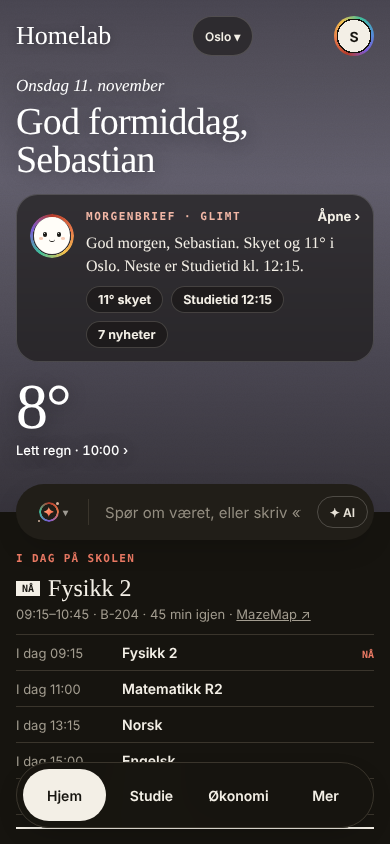 Homelab
Oslo ▾
S
Onsdag 11. november
God formiddag,
Sebastian
MORGENBRIEF · GLIMT
Åpne ›
God morgen, Sebastian. Skyet og 11° i
Oslo. Neste er Studietid kl. 12:15.
11° skyet
Studietid 12:15
7 nyheter
8°
Lett regn · 10:00 ›
Spør om været, eller skriv «
✦ AI
I DAG PÅ SKOLEN
NÅ Fysikk 2
09:15–10:45 · B-204 · 45 min igjen · MazeMap ↗
I dag 09:15 Fysikk 2 NÅ
I dag 11:00 Matematikk R2
I dag 13:15 Norsk
I dag 15:00 Engelsk
Hjem Studie Økonomi Mer